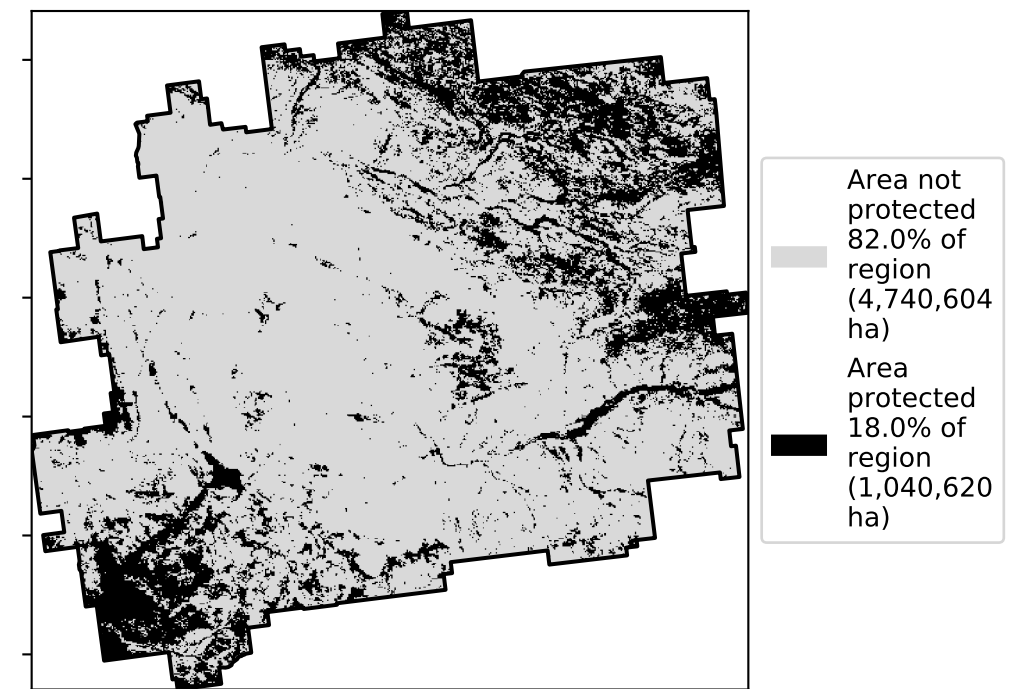 Area not
protected
82.0% of
region
(4,740,604
ha)
Area
protected
18.0% of
region
(1,040,620
ha)